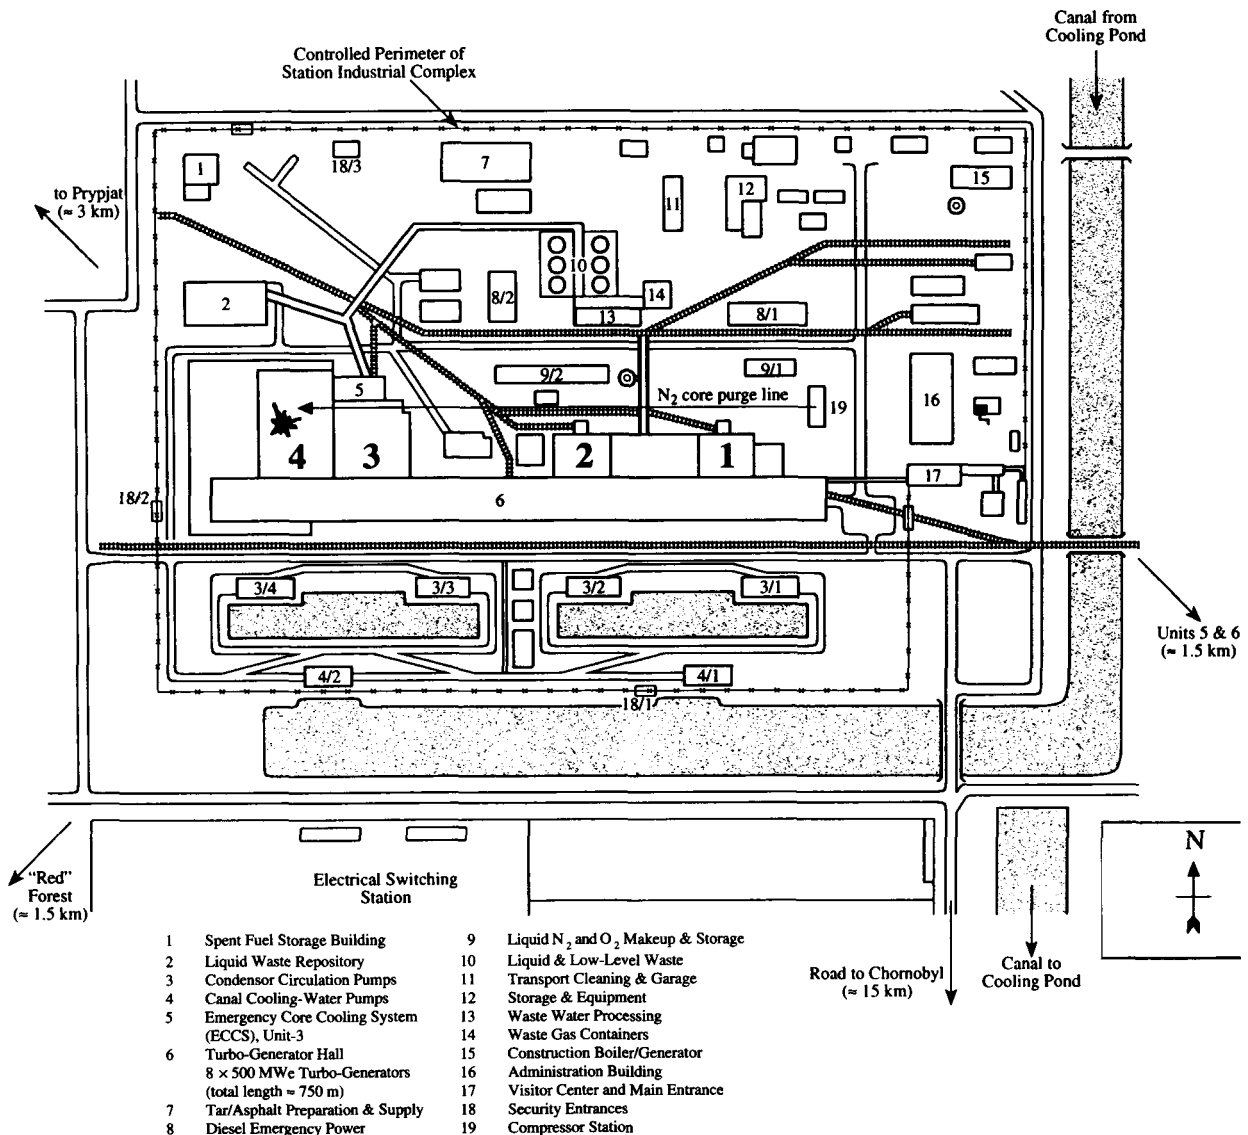 Canal from
Cooling Pond
Controlled Perimeter of
Station Industrial Complex
1
18/3
7
12
15
11
to Prypjat
(≈ 3 km)
10
2
8/2
14
13
8/1
5
9/2
9/1
N2 core purge line
19
16
4
3
2
1
17
18/2
6
3/4
3/3
3/2
3/1
Units 5 & 6
(≈ 1.5 km)
4/2
4/1
18/1
"Red"
Forest
(≈ 1.5 km)
Electrical Switching
Station
N
Road to Chornobyl
(≈ 15 km)
Canal to
Cooling Pond
1 Spent Fuel Storage Building
2 Liquid Waste Repository
3 Condensor Circulation Pumps
4 Canal Cooling-Water Pumps
5 Emergency Core Cooling System
(ECCS), Unit-3
6 Turbo-Generator Hall
8 × 500 MWe Turbo-Generators
(total length ≈ 750 m)
7 Tar/Asphalt Preparation & Supply
8 Diesel Emergency Power
9 Liquid N2 and O2 Makeup & Storage
10 Liquid & Low-Level Waste
11 Transport Cleaning & Garage
12 Storage & Equipment
13 Waste Water Processing
14 Waste Gas Containers
15 Construction Boiler/Generator
16 Administration Building
17 Visitor Center and Main Entrance
18 Security Entrances
19 Compressor Station